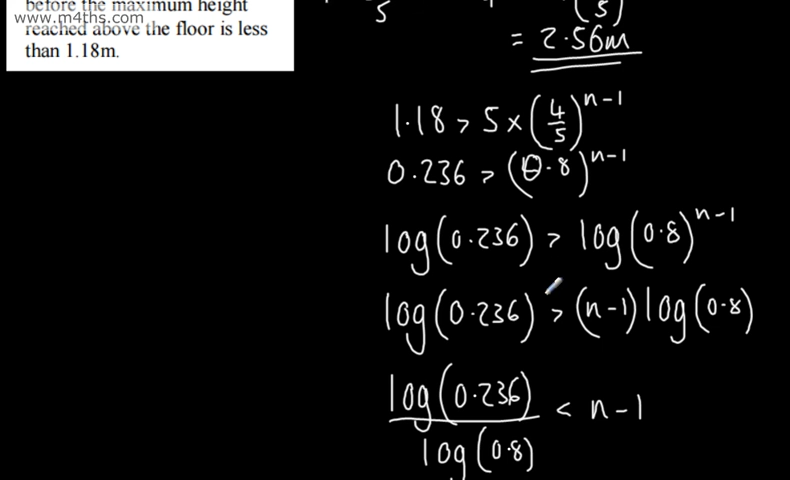 before the maximum height
www.m4ths.com
reached above the floor is less
than 1.18m.
5
(5)
= 2.56m
1.18 > 5 × (4/5)^n-1
0.236 > (0.8)^n-1
log(0.236) > log(0.8)^n-1
log(0.236) > (n-1)log(0.8)
log(0.236)
< n-1
log(0.8)